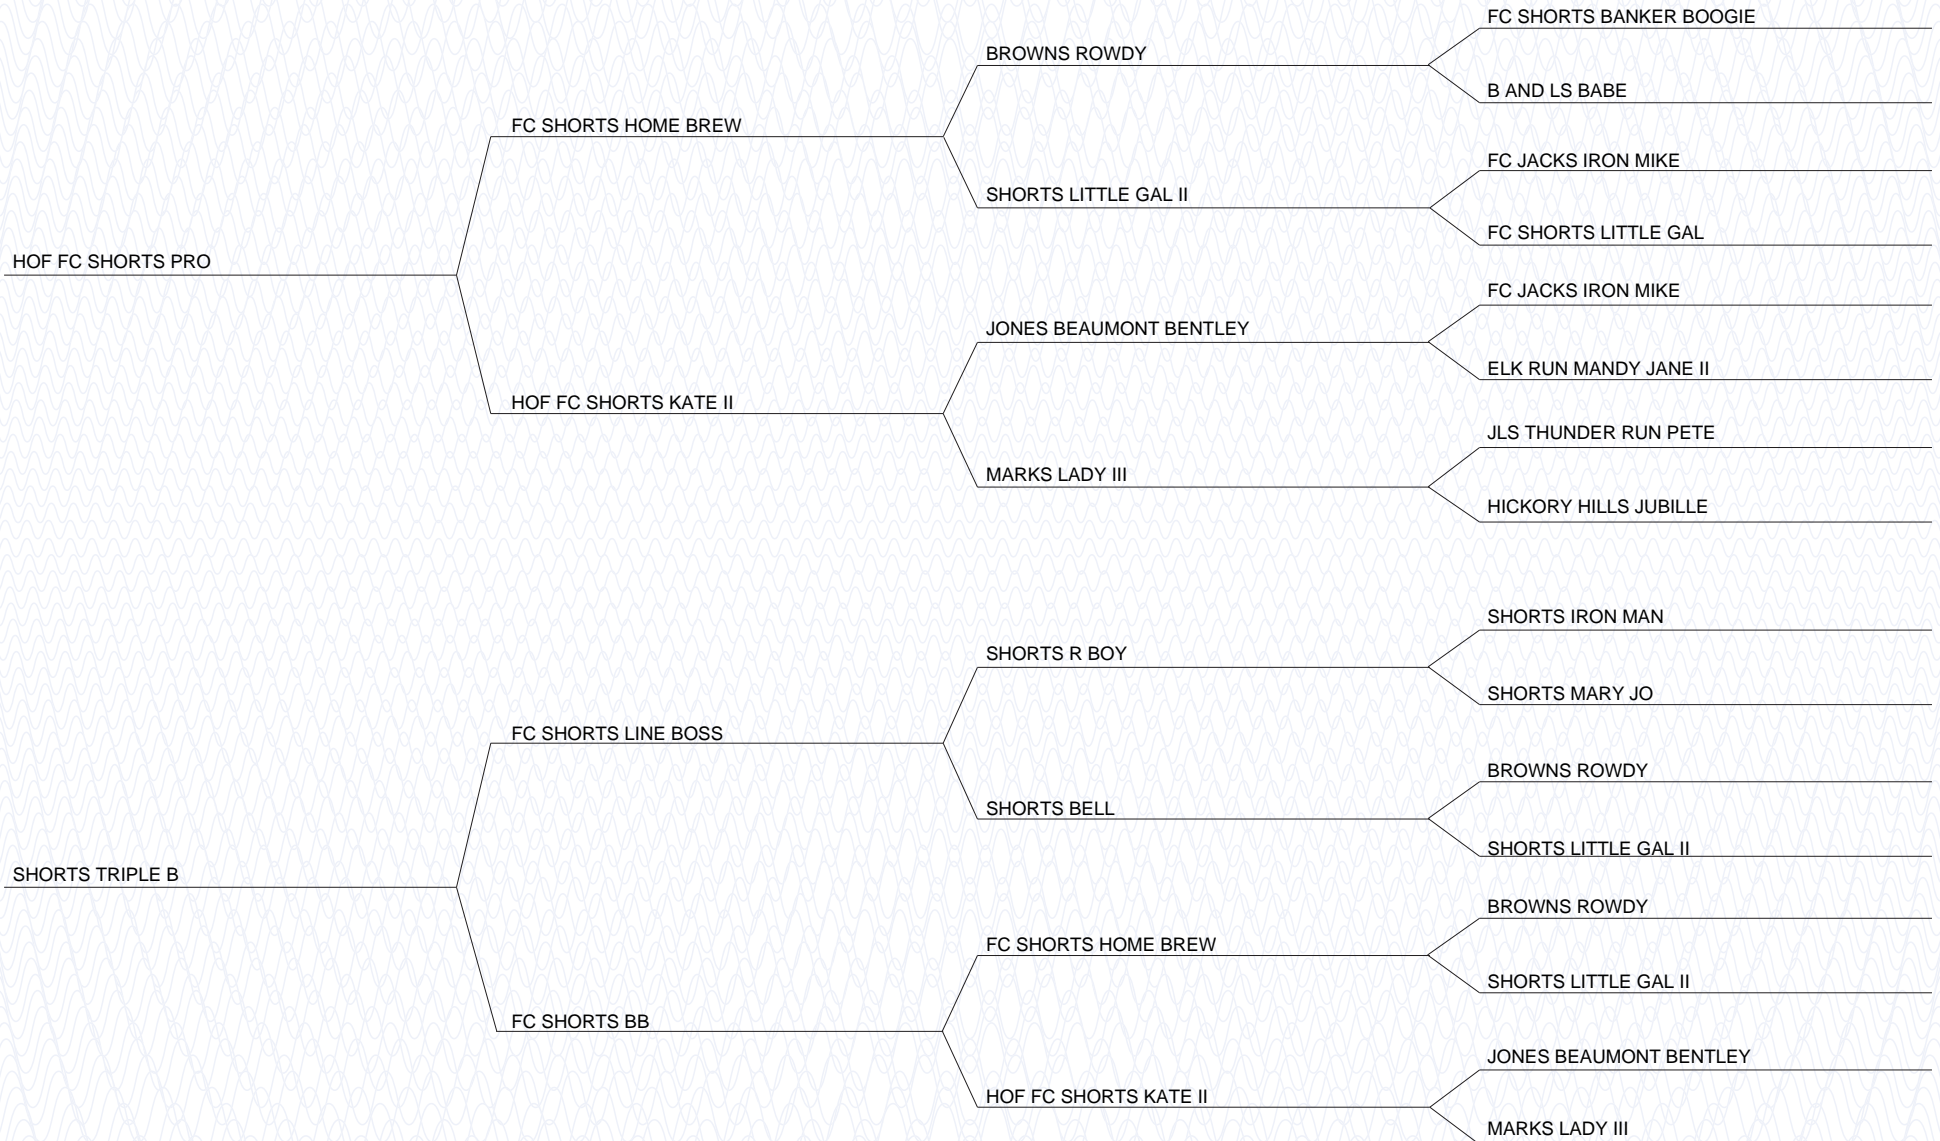 FC SHORTS BANKER BOOGIE
BROWNS ROWDY
B AND LS BABE
FC SHORTS HOME BREW
FC JACKS IRON MIKE
SHORTS LITTLE GAL II
FC SHORTS LITTLE GAL
HOF FC SHORTS PRO
FC JACKS IRON MIKE
JONES BEAUMONT BENTLEY
ELK RUN MANDY JANE II
HOF FC SHORTS KATE II
JLS THUNDER RUN PETE
MARKS LADY III
HICKORY HILLS JUBILLE
SHORTS IRON MAN
SHORTS R BOY
SHORTS MARY JO
FC SHORTS LINE BOSS
BROWNS ROWDY
SHORTS BELL
SHORTS LITTLE GAL II
SHORTS TRIPLE B
BROWNS ROWDY
FC SHORTS HOME BREW
SHORTS LITTLE GAL II
FC SHORTS BB
JONES BEAUMONT BENTLEY
HOF FC SHORTS KATE II
MARKS LADY III